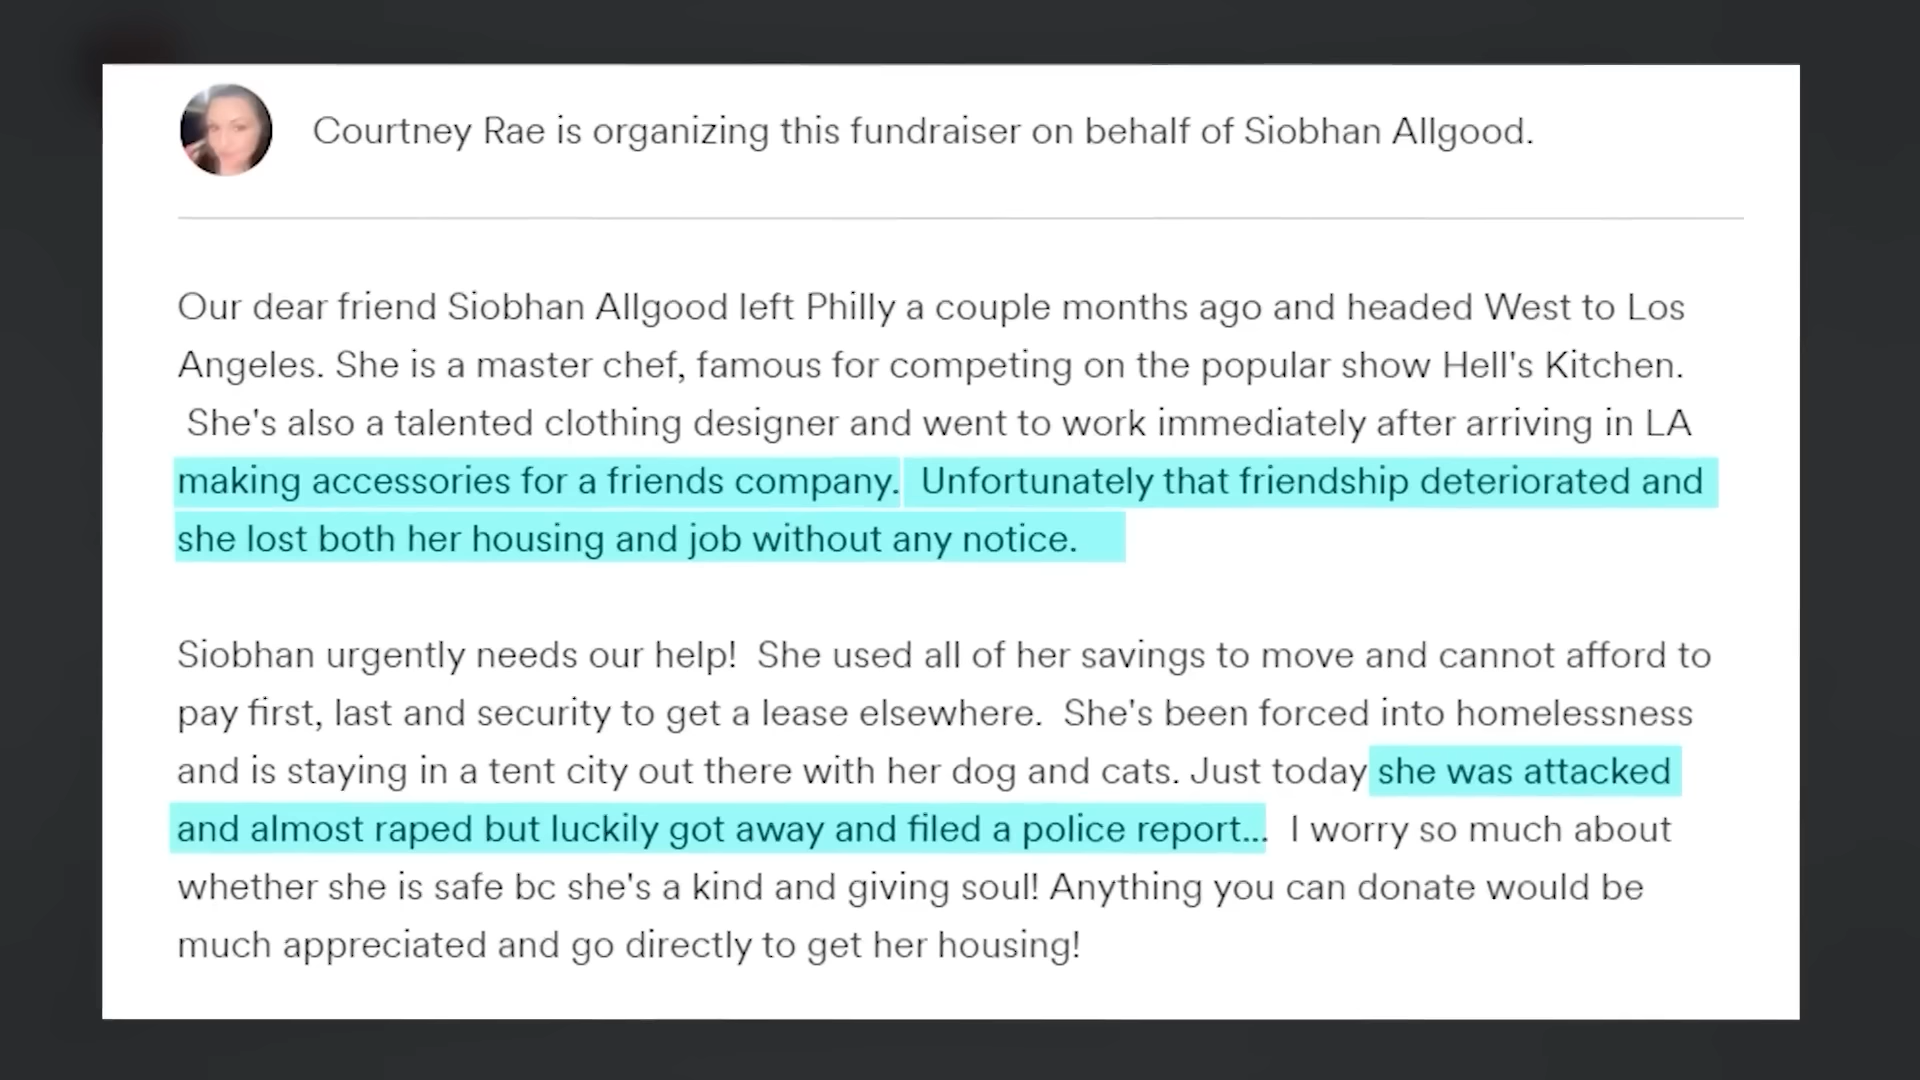 Courtney Rae is organizing this fundraiser on behalf of Siobhan Allgood.
Our dear friend Siobhan Allgood left Philly a couple months ago and headed West to Los
Angeles. She is a master chef, famous for competing on the popular show Hell's Kitchen.
She's also a talented clothing designer and went to work immediately after arriving in LA
making accessories for a friends company.  Unfortunately that friendship deteriorated and
she lost both her housing and job without any notice.
Siobhan urgently needs our help!  She used all of her savings to move and cannot afford to
pay first, last and security to get a lease elsewhere.  She's been forced into homelessness
and is staying in a tent city out there with her dog and cats. Just today she was attacked
and almost raped but luckily got away and filed a police report...  I worry so much about
whether she is safe bc she's a kind and giving soul! Anything you can donate would be
much appreciated and go directly to get her housing!